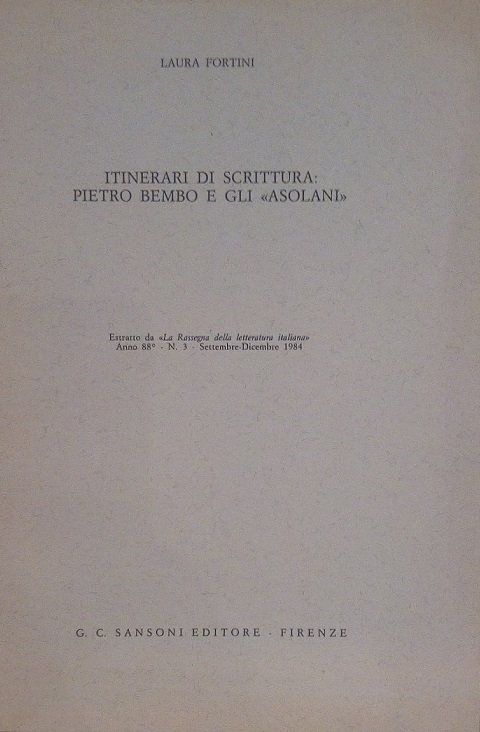 LAURA FORTINI
ITINERARI DI SCRITTURA:
PIETRO BEMBO E GLI «ASOLANI»
Estratto da «La Rassegna della letteratura italiana»
Anno 88° - N. 3 - Settembre-Dicembre 1984
G. C. SANSONI EDITORE - FIRENZE